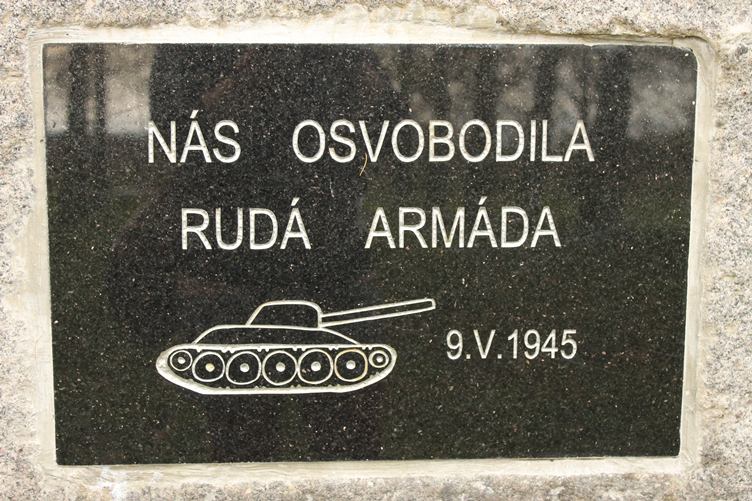 NÁS OSVOBODILA
RUDÁ ARMÁDA
9.V.1945